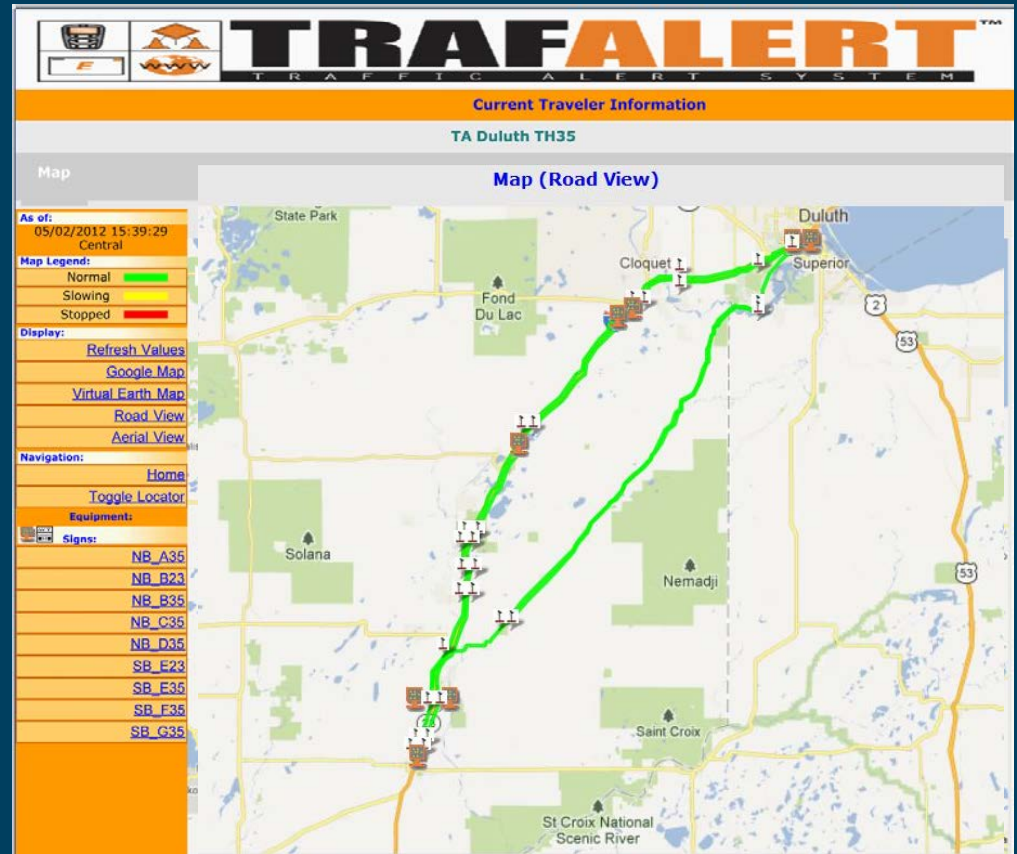 E
WWW
TRAFALERT™
TRAFFIC ALERT SYSTEM
Current Traveler Information
TA Duluth TH35
Map
Map (Road View)
As of:
05/02/2012 15:39:29
Central
Map Legend:
Normal
Slowing
Stopped
Display:
Refresh Values
Google Map
Virtual Earth Map
Road View
Aerial View
Navigation:
Home
Toggle Locator
Equipment:
Signs:
NB_A35
NB_B23
NB_B35
NB_C35
NB_D35
SB_E23
SB_E35
SB_F35
SB_G35
State Park
Duluth
Cloquet
Superior
Fond
Du Lac
2
53
Solana
Nemadji
53
Saint Croix
St Croix National
Scenic River